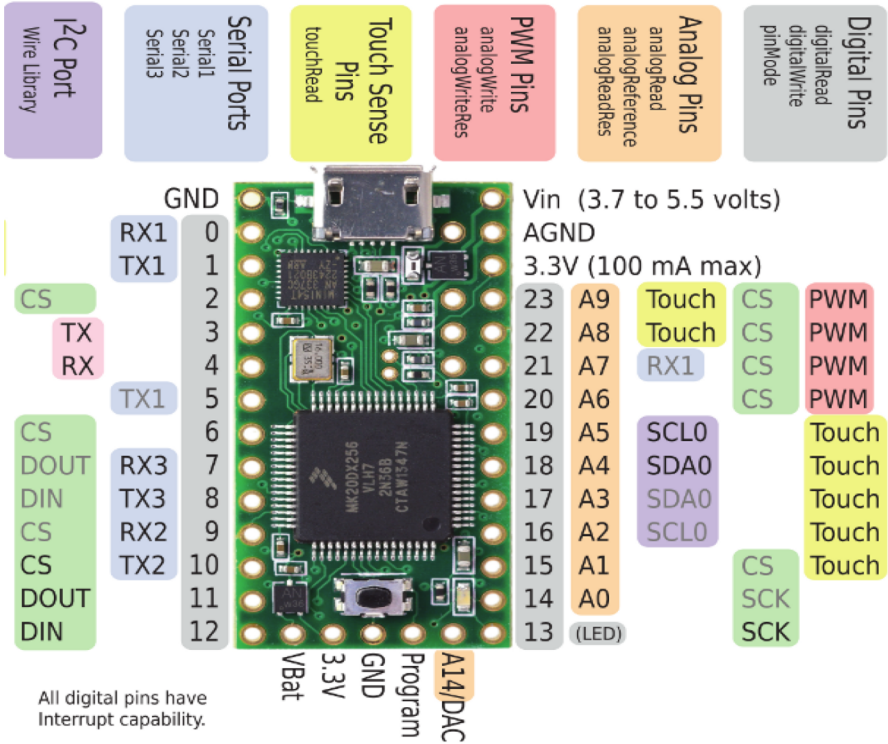 I²C Port
Wire Library
Serial Ports
Serial1
Serial2
Serial3
Touch Sense
Pins
touchRead
PWM Pins
analogWrite
analogWriteRes
Analog Pins
analogRead
analogReference
analogReadRes
Digital Pins
digitalRead
digitalWrite
pinMode
GND Vin (3.7 to 5.5 volts)
RX1 0 AGND
TX1 1 3.3V (100 mA max)
CS 2 23 A9 Touch CS PWM
TX 3 22 A8 Touch CS PWM
RX 4 21 A7 RX1 CS PWM
TX1 5 20 A6 CS PWM
CS 6 19 A5 SCL0 Touch
DOUT RX3 7 18 A4 SDA0 Touch
DIN TX3 8 17 A3 SDA0 Touch
CS RX2 9 16 A2 SCL0 Touch
CS TX2 10 15 A1 CS Touch
DOUT 11 14 A0 SCK
DIN 12 13 (LED) SCK
MK20DX256
VLH7
2N36B
CTAW1347N
VBat
3.3V
GND
Program
A14/DAC
All digital pins have
Interrupt capability.